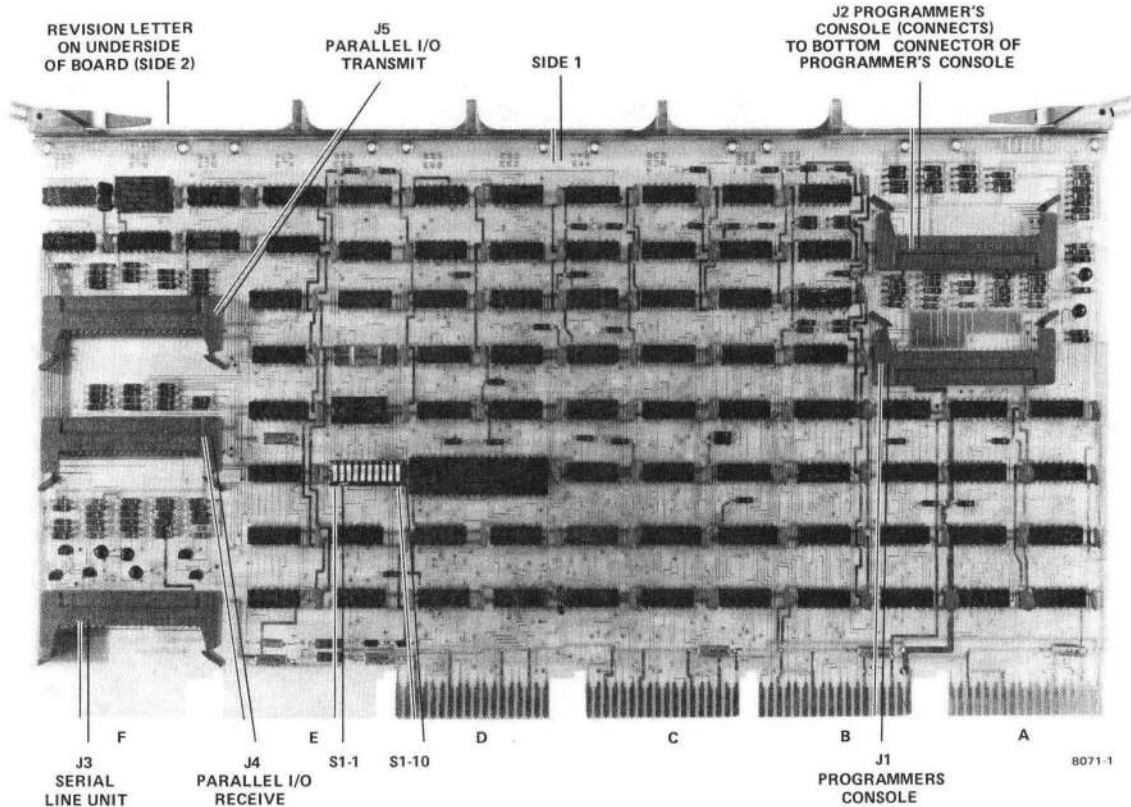 REVISION LETTER
ON UNDERSIDE
OF BOARD (SIDE 2)
J5
PARALLEL I/O
TRANSMIT
SIDE 1
J2 PROGRAMMER'S
CONSOLE (CONNECTS)
TO BOTTOM CONNECTOR OF
PROGRAMMER'S CONSOLE
F
E
D
C
B
A
J3
SERIAL
LINE UNIT
J4
PARALLEL I/O
RECEIVE
S1-1
S1-10
J1
PROGRAMMERS
CONSOLE
8071-1